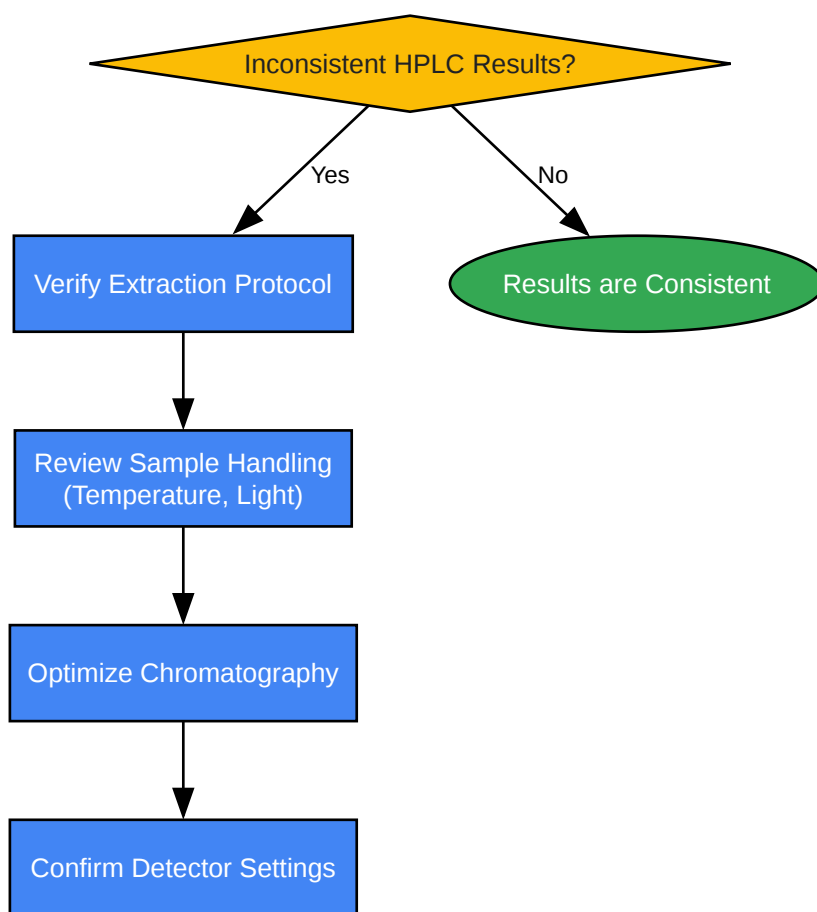 Inconsistent HPLC Results?
Yes
No
Verify Extraction Protocol
Results are Consistent
Review Sample Handling
(Temperature, Light)
Optimize Chromatography
Confirm Detector Settings